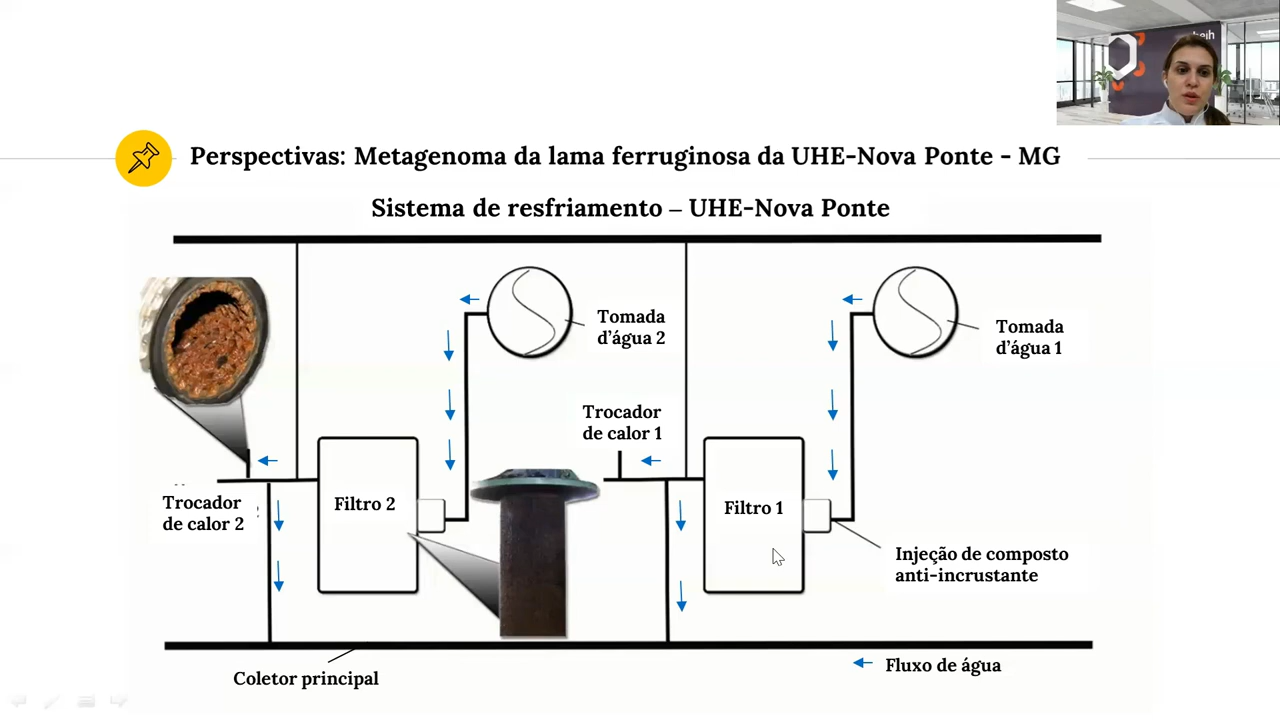 Perspectivas: Metagenoma da lama ferruginosa da UHE-Nova Ponte - MG
Sistema de resfriamento – UHE-Nova Ponte
Tomada
d’água 2
Tomada
d’água 1
Trocador
de calor 1
Trocador
de calor 2
Filtro 2
Filtro 1
Injeção de composto
anti-incrustante
Coletor principal
Fluxo de água